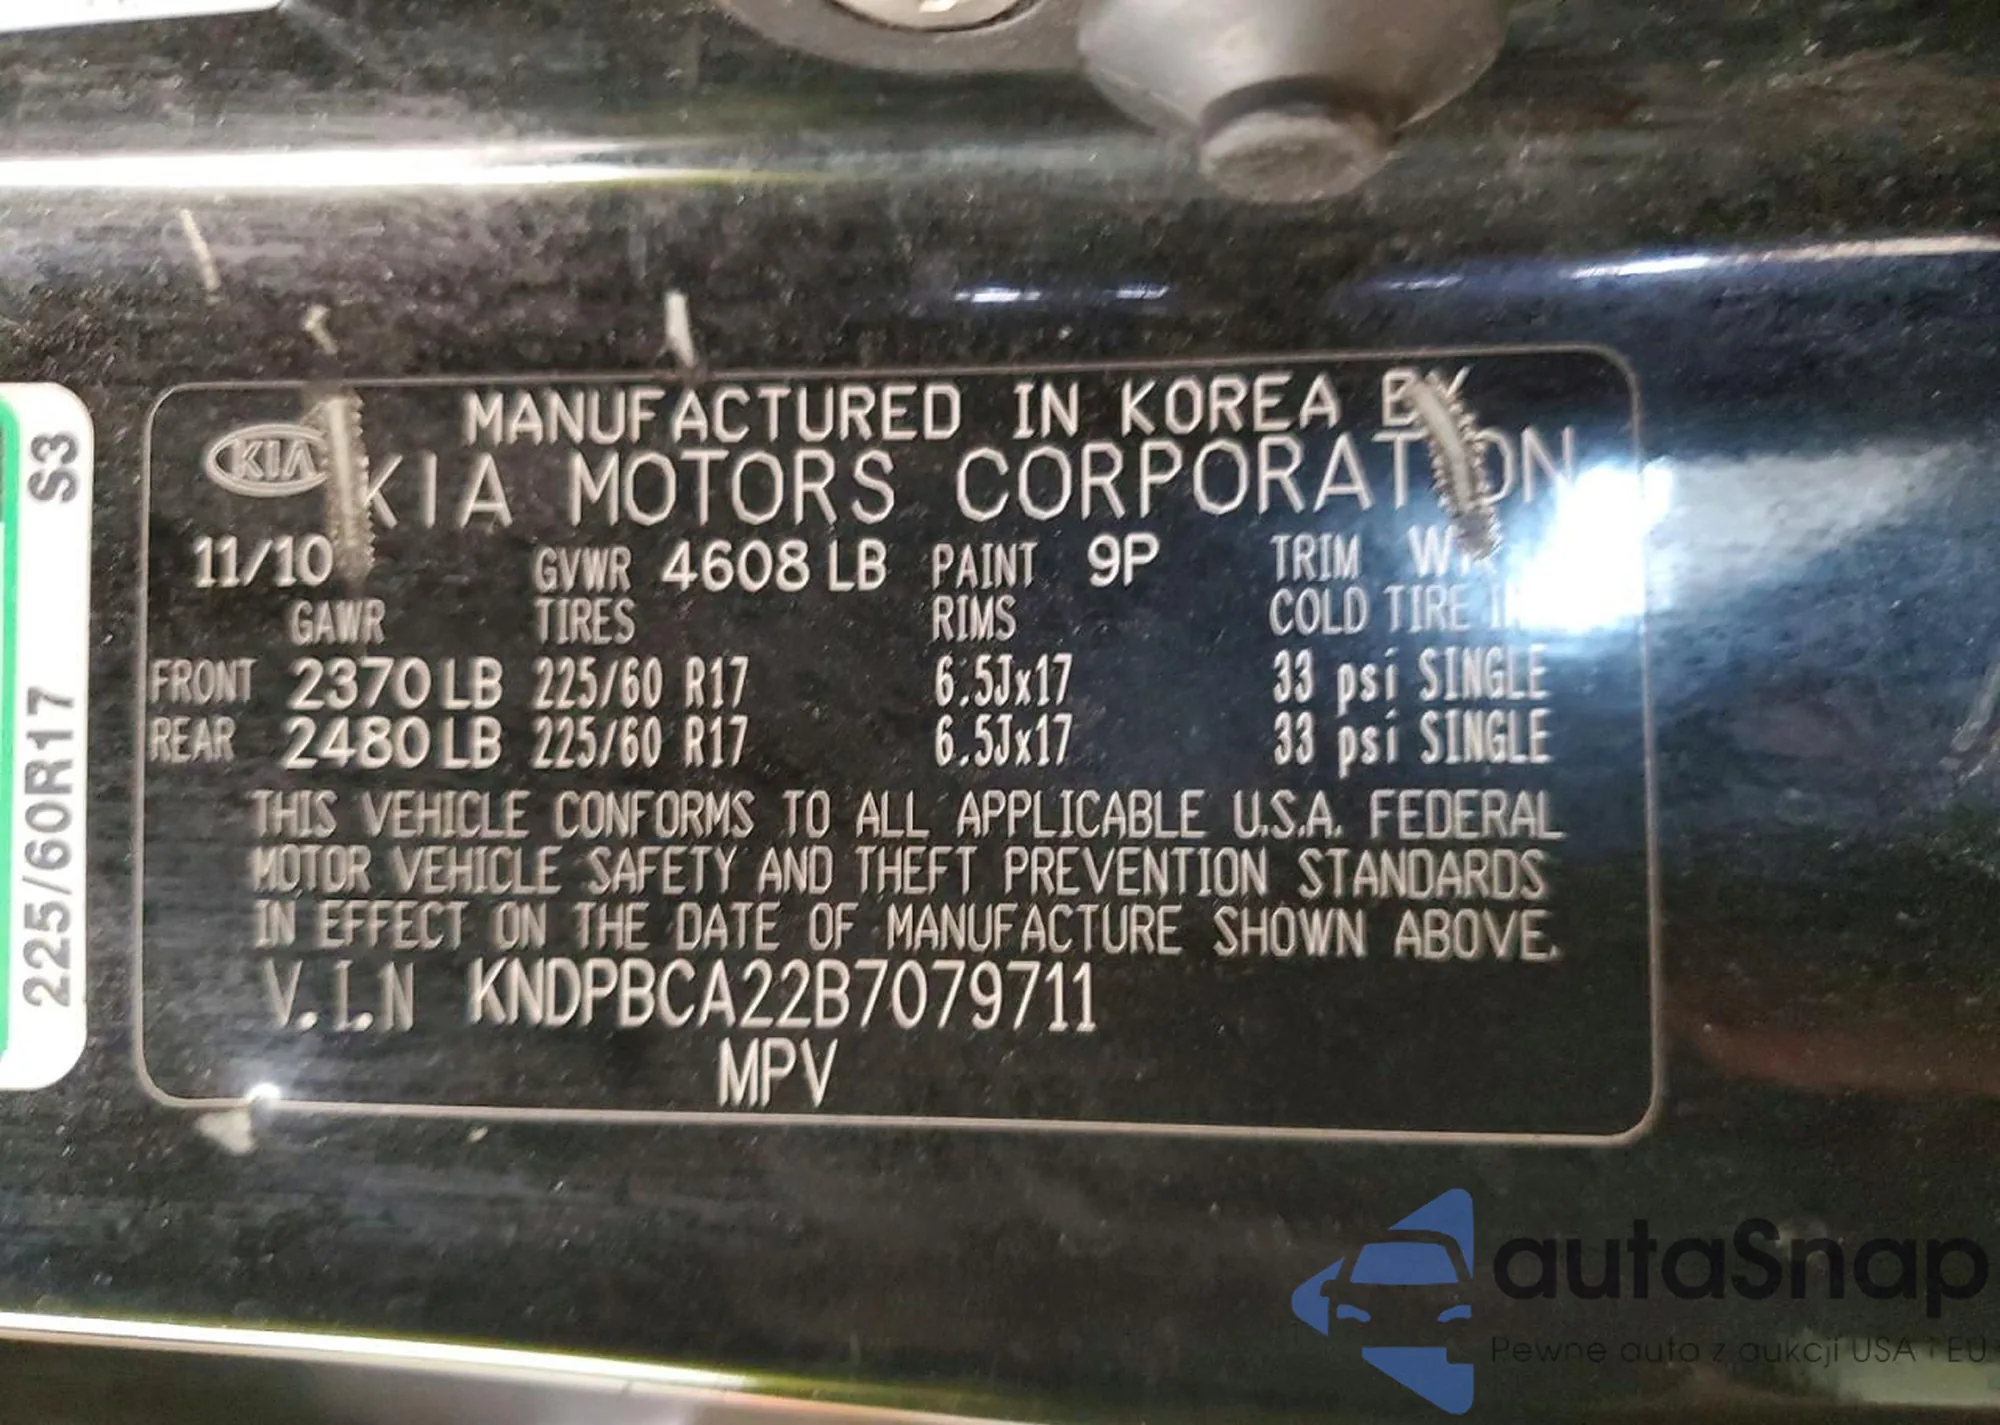 MANUFACTURED IN KOREA BY
KIA KIA MOTORS CORPORATION
11/10 GVWR 4608 LB PAINT 9P TRIM
GAWR TIRES RIMS COLD TIRE
FRONT 2370 LB 225/60 R17 6.5Jx17 33 psi SINGLE
REAR 2480 LB 225/60 R17 6.5Jx17 33 psi SINGLE
THIS VEHICLE CONFORMS TO ALL APPLICABLE U.S.A. FEDERAL
MOTOR VEHICLE SAFETY AND THEFT PREVENTION STANDARDS
IN EFFECT ON THE DATE OF MANUFACTURE SHOWN ABOVE.
V.I.N KNDPBCA22B7079711
MPV
225/60R17 S3
autaSnap
Pewne auta z aukcji USA i EU